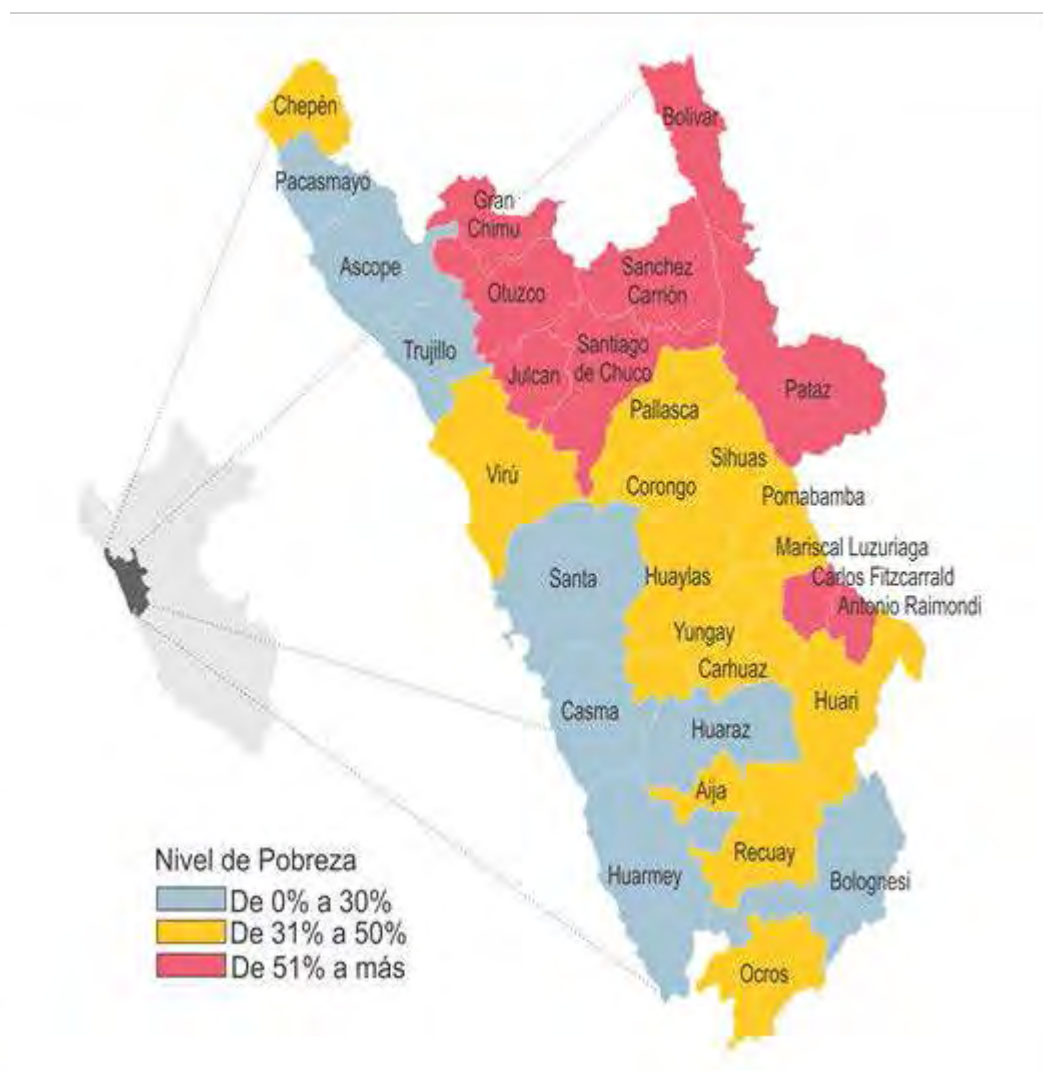 Chepén
Bolivar
Pacasmayo
Gran
Chimu
Ascope
Sanchez
Carrión
Otuzoo
Trujillo
Santiago
de Chuco
Julcan
Pataz
Pallasca
Sihuas
Virú
Corongo
Pomabamba
Mariscal Luzuriaga
Santa
Huaylas
Carlos Fitzcarrald
Antonio Raimondi
Yungay
Carhuaz
Huari
Casma
Huaraz
Aija
Recuay
Huarmey
Bolognesi
Ocros
Nivel de Pobreza
De 0% a 30%
De 31% a 50%
De 51% a más